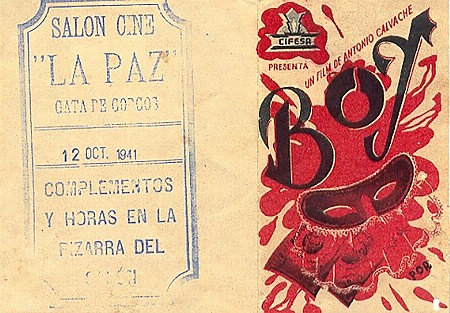 SALON CINE
"LA PAZ"
GATA DE GORGOS
12 OCT. 1941
COMPLEMENTOS
Y HORAS EN LA
PIZARRA DEL
SALÓN
CIFESA
PRESENTA
UN FILM DE ANTONIO CALVACHE
BOY